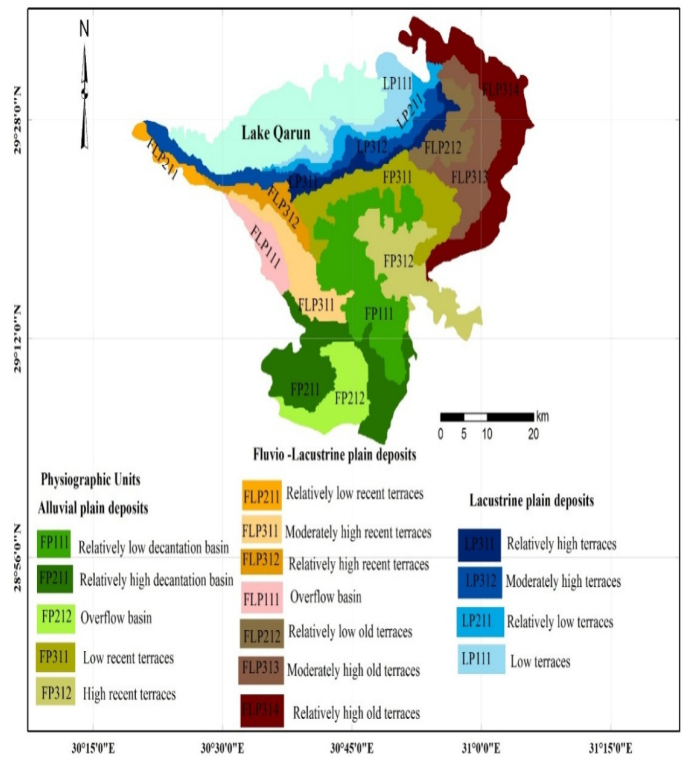 N
LP111
FLP314
LP211
Lake Qarun
LP312
FLP212
FLP211
LP311
FP311
FLP313
FLP312
FLP111
FP312
FLP311
FP111
FP211
FP212
km
0 5 10 20
29°28'0"N
29°12'0"N
28°56'0"N
Physiographic Units
Alluvial plain deposits
FP111 Relatively low decantation basin
FP211 Relatively high decantation basin
FP212 Overflow basin
FP311 Low recent terraces
FP312 High recent terraces
Fluvio -Lacustrine plain deposits
FLP211 Relatively low recent terraces
FLP311 Moderately high recent terraces
FLP312 Relatively high recent terraces
FLP111 Overflow basin
FLP212 Relatively low old terraces
FLP313 Moderately high old terraces
FLP314 Relatively high old terraces
Lacustrine plain deposits
LP311 Relatively high terraces
LP312 Moderately high terraces
LP211 Relatively low terraces
LP111 Low terraces
30°15'0"E 30°30'0"E 30°45'0"E 31°0'0"E 31°15'0"E